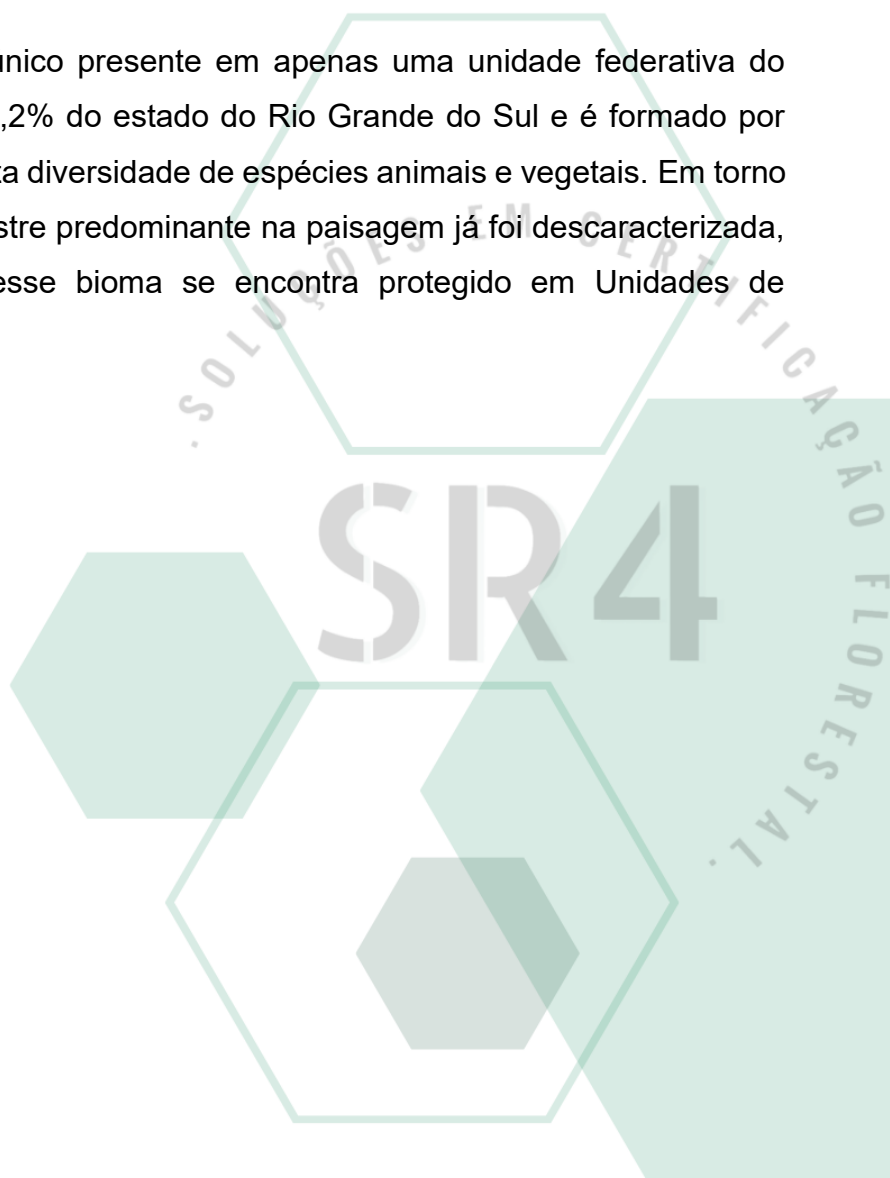 único presente em apenas uma unidade federativa do
,2% do estado do Rio Grande do Sul e é formado por
ta diversidade de espécies animais e vegetais. Em torno
stre predominante na paisagem já foi descaracterizada,
esse bioma se encontra protegido em Unidades de
. SOLUÇÕES EM SERTIFICAÇÃO FLORESTAL .
SR4